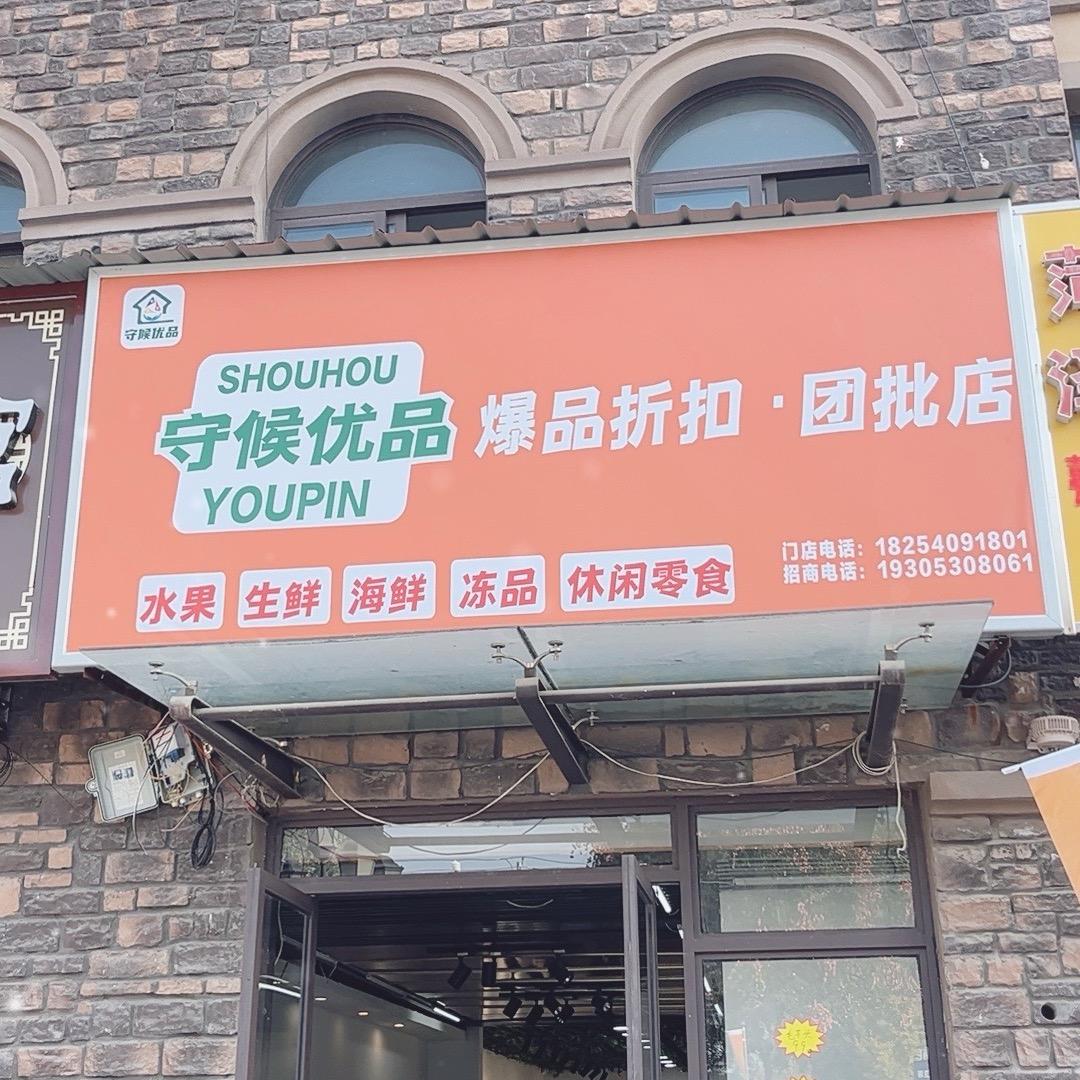 守候优品
SHOUHOU
守候优品
YOUPIN
爆品折扣·团批店
水果 生鲜 海鲜 冻品 休闲零食
门店电话：18254091801
招商电话：19305308061